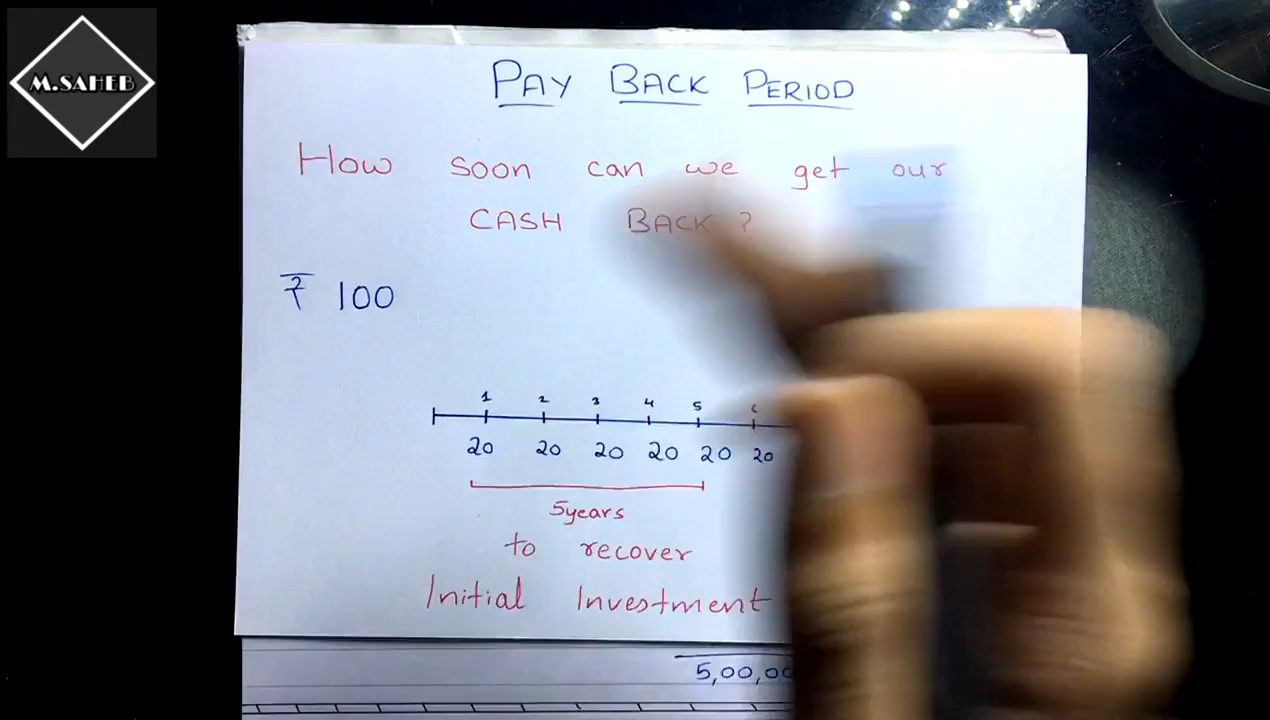 M.SAHEB
PAY BACK PERIOD
How soon can we get our
CASH BACK ?
₹ 100
1 2 3 4 5
20 20 20 20 20 20
5years
to recover
Initial Investment